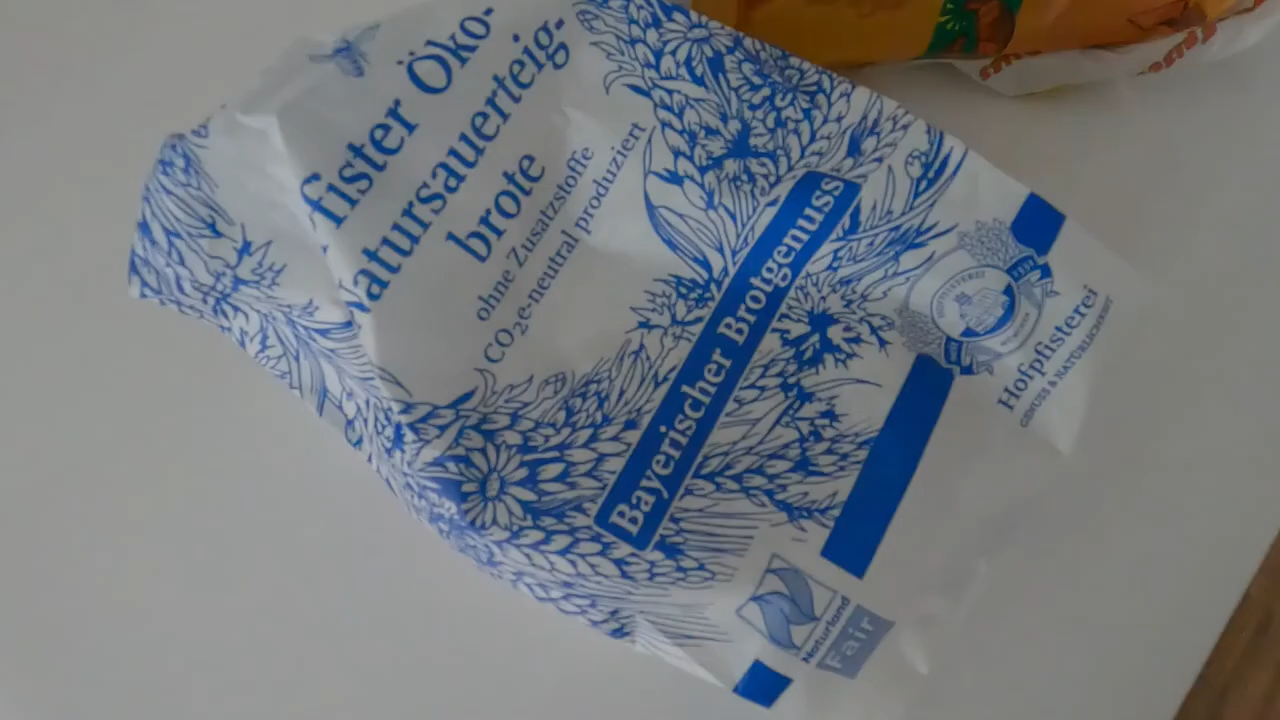 fister Öko-
Natursauerteig-
brote
ohne Zusatzstoffe
CO₂e-neutral produziert
Bayerischer Brotgenuss
Hofpfisterei
GENUSS & NATÜRLICHKEIT
Naturland
Fair